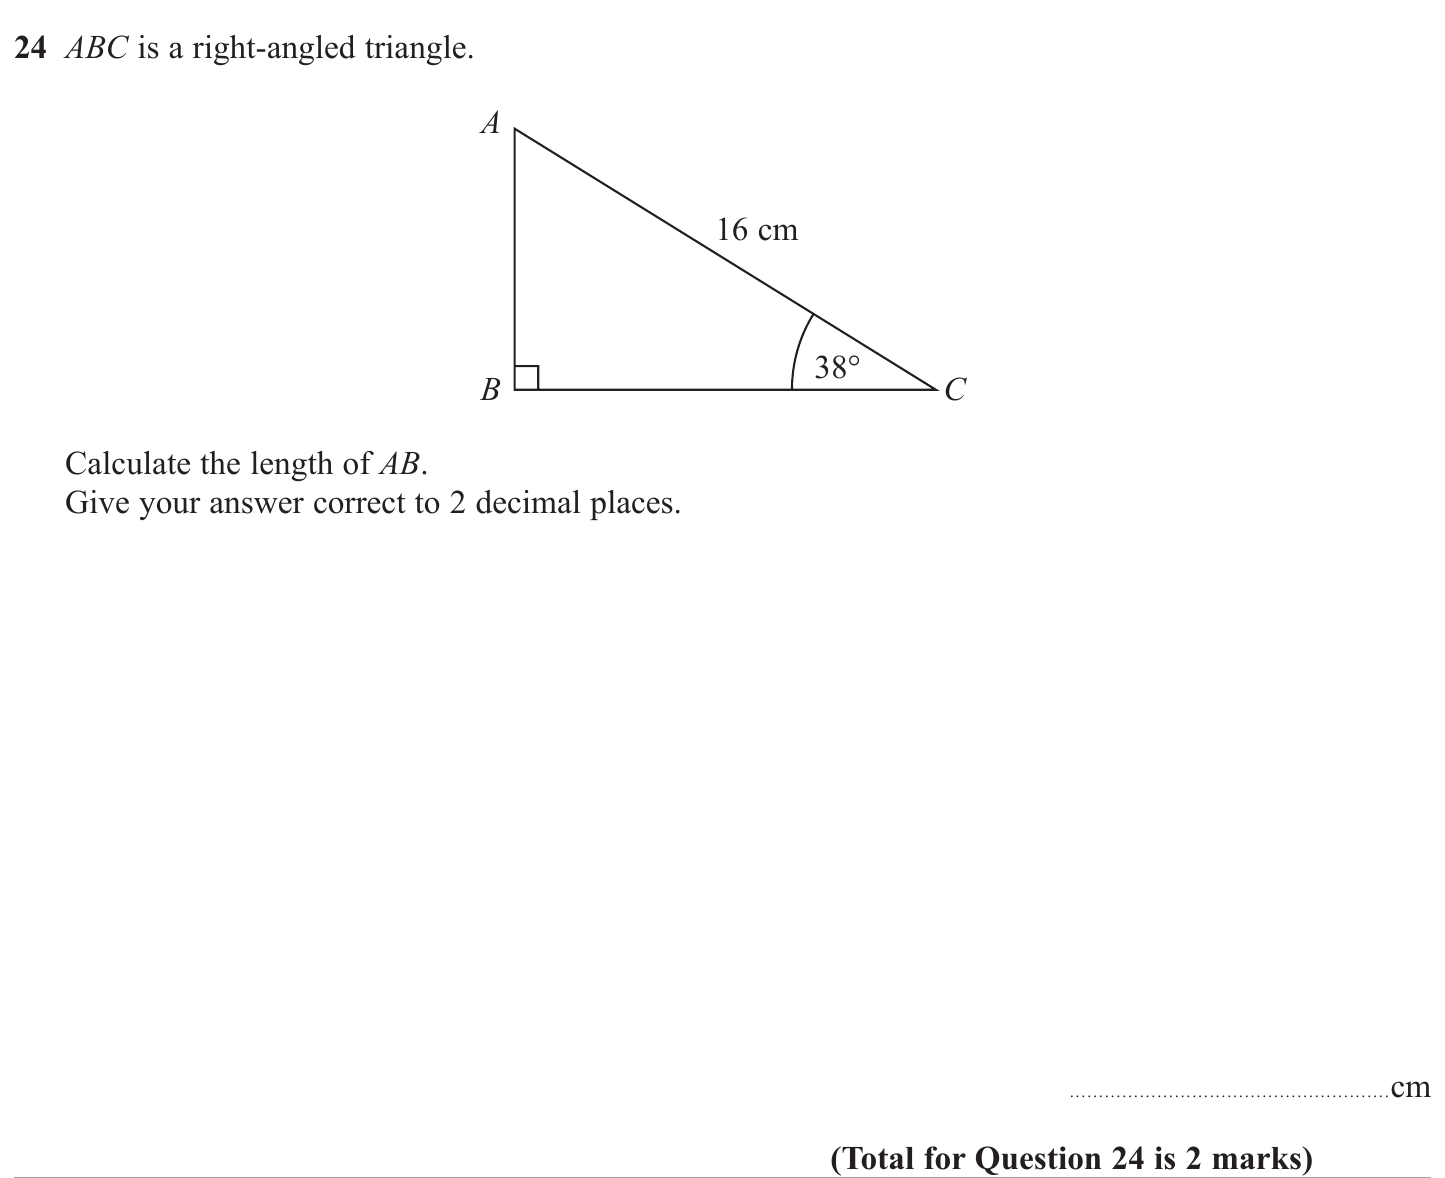 24 ABC is a right-angled triangle.
A
16 cm
38°
B
C
Calculate the length of AB.
Give your answer correct to 2 decimal places.
......................................................cm
(Total for Question 24 is 2 marks)